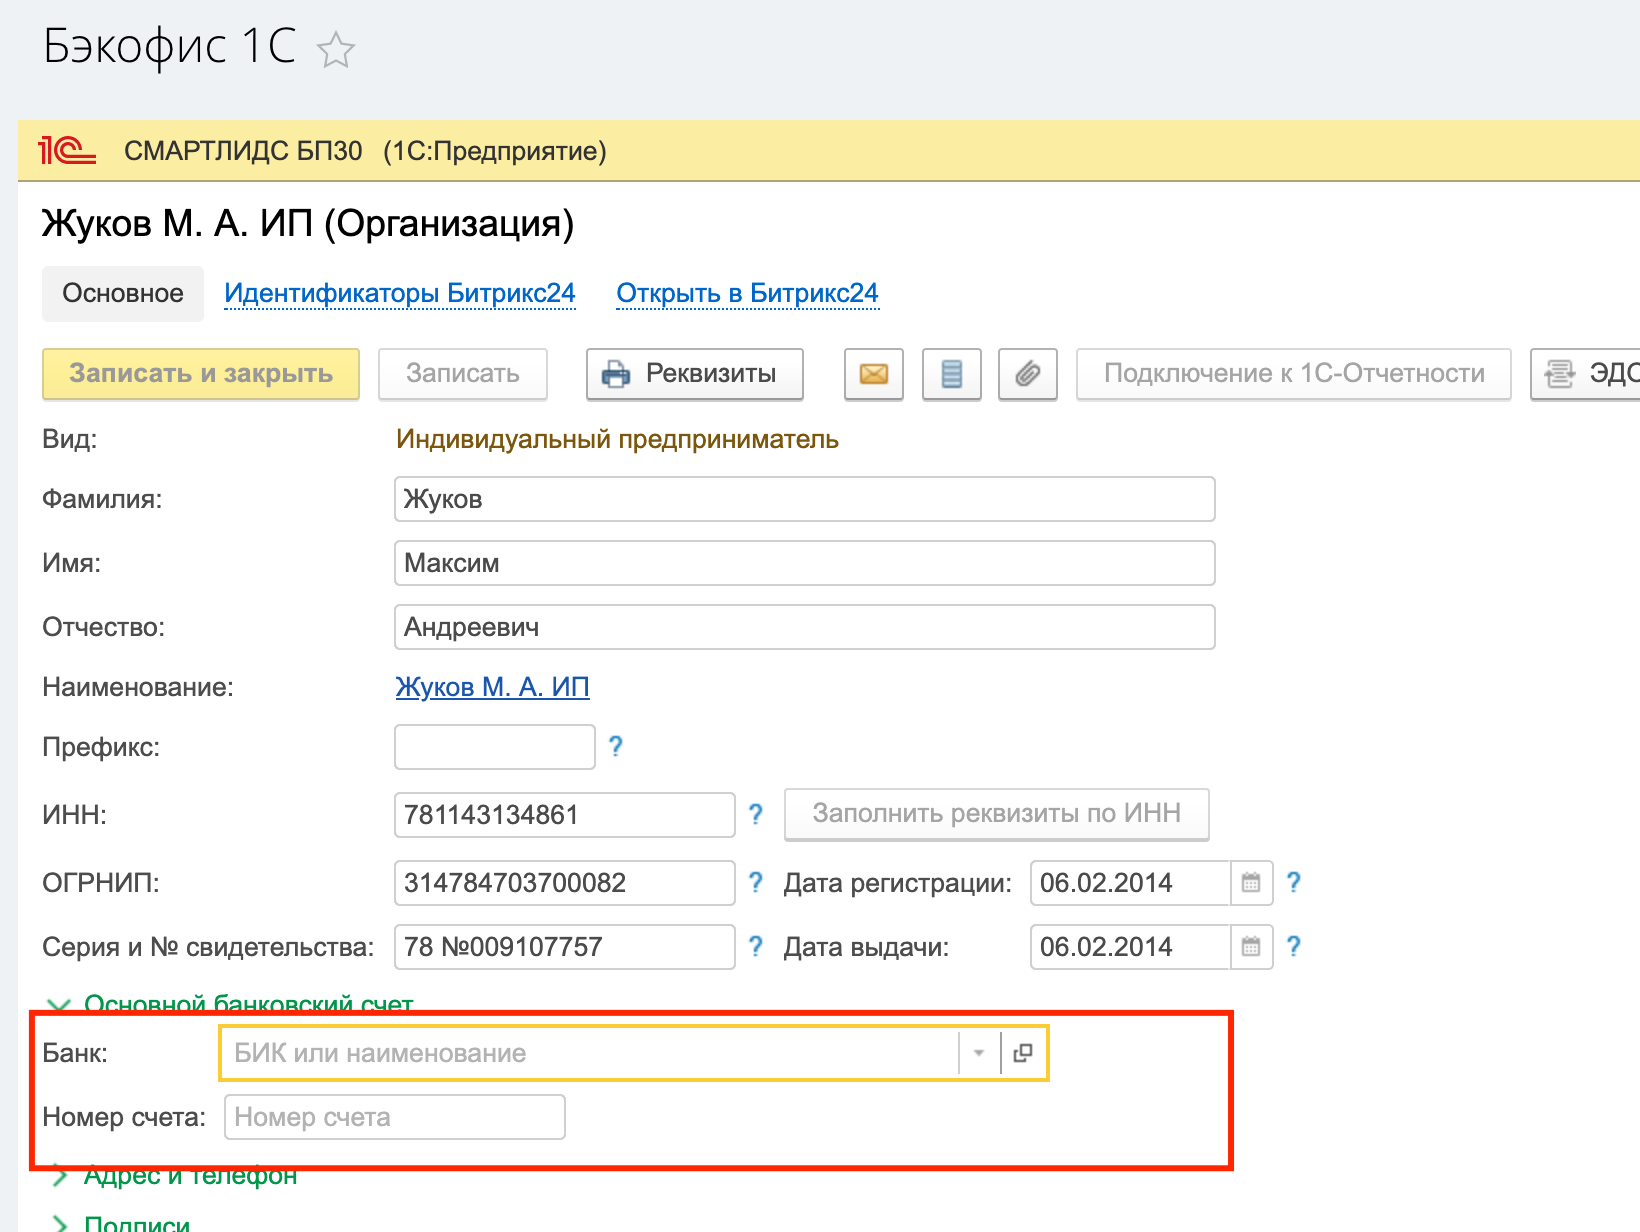 Бэкофис 1С
1С СМАРТЛИДС БП30 (1С:Предприятие)
Жуков М. А. ИП (Организация)
Основное Идентификаторы Битрикс24 Открыть в Битрикс24
Записать и закрыть Записать Реквизиты Подключение к 1С-Отчетности ЭДО
Вид: Индивидуальный предприниматель
Фамилия: Жуков
Имя: Максим
Отчество: Андреевич
Наименование: Жуков М. А. ИП
Префикс: ?
ИНН: 781143134861 ? Заполнить реквизиты по ИНН
ОГРНИП: 314784703700082 ? Дата регистрации: 06.02.2014 ?
Серия и № свидетельства: 78 №009107757 ? Дата выдачи: 06.02.2014 ?
Основной банковский счет
Банк: БИК или наименование
Номер счета: Номер счета
Адрес и телефон
Подписи